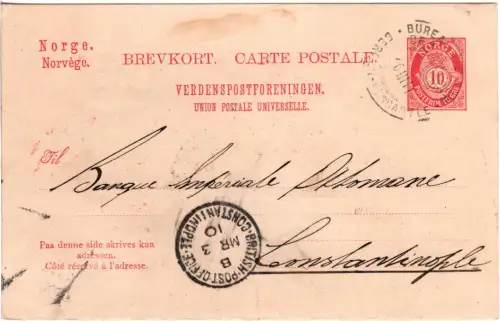 Norge.
Norvège.
BREVKORT. CARTE POSTALE.
NORGE
10
VERDENSPOSTFORENINGEN.
UNION POSTALE UNIVERSELLE.
Til
Banque Impériale Ottomane
BRITISH·POST·OFFICE·CONSTANTINOPLE·
B
MR 3
10
Constantinople
Paa denne side skrives kun
adressen.
Côté réservé à l'adresse.